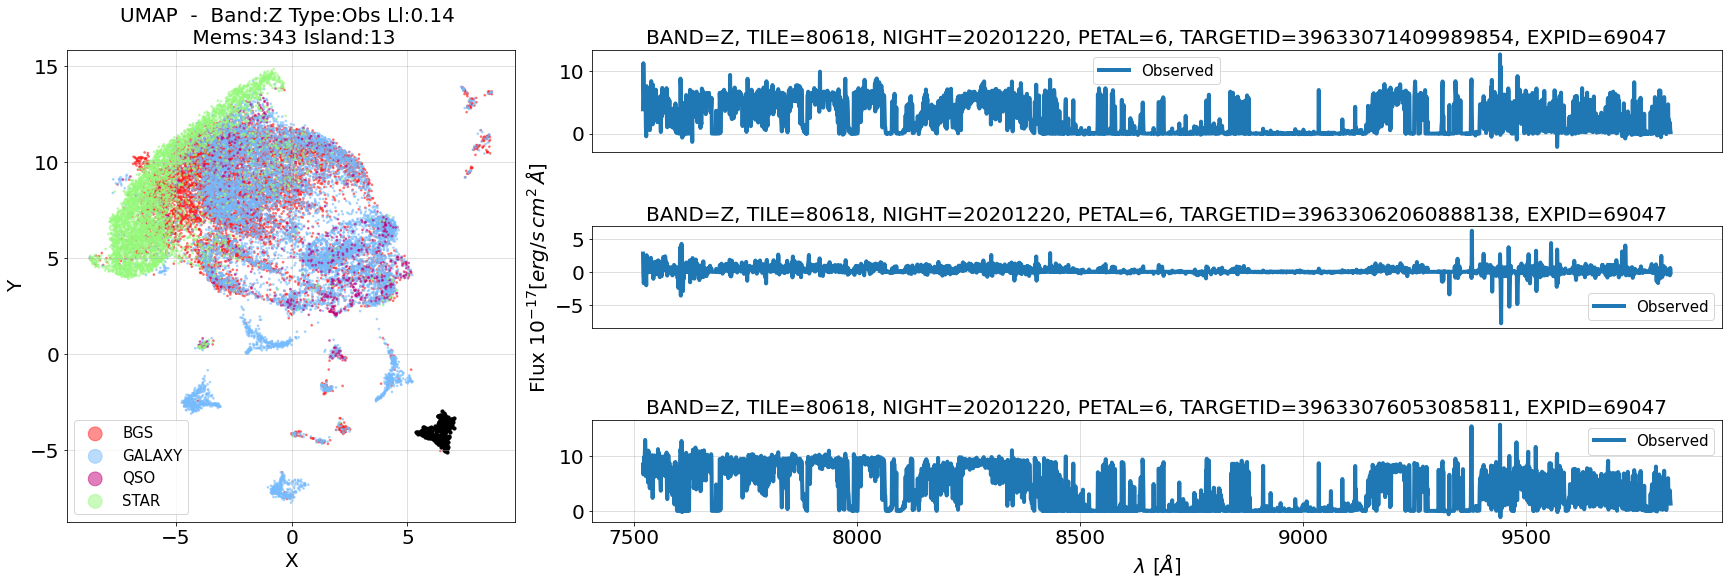 UMAP - Band:Z Type:Obs Ll:0.14
Mems:343 Island:13
15
10
5
0
−5
Y
BGS
GALAXY
QSO
STAR
−5 0 5
X
BAND=Z, TILE=80618, NIGHT=20201220, PETAL=6, TARGETID=39633071409989854, EXPID=69047
10
0
Observed
BAND=Z, TILE=80618, NIGHT=20201220, PETAL=6, TARGETID=39633062060888138, EXPID=69047
5
0
−5
Observed
Flux 10⁻¹⁷[erg/s cm² Å]
BAND=Z, TILE=80618, NIGHT=20201220, PETAL=6, TARGETID=39633076053085811, EXPID=69047
10
0
Observed
7500 8000 8500 9000 9500
λ [Å]